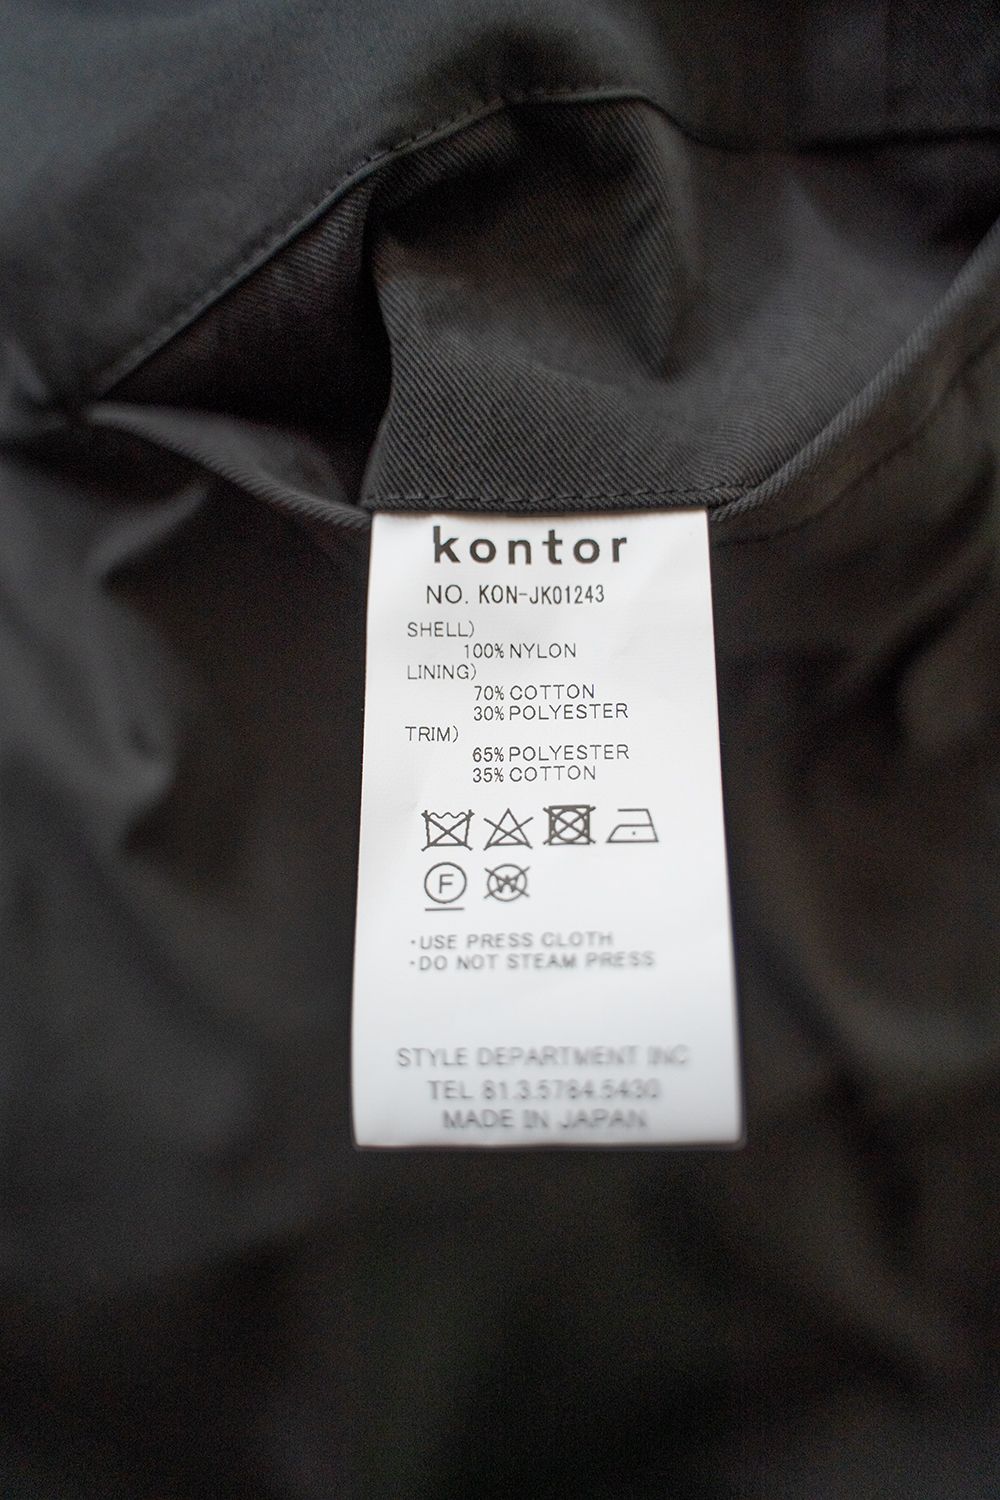 kontor
NO. KON-JK01243
SHELL)
100% NYLON
LINING)
70% COTTON
30% POLYESTER
TRIM)
65% POLYESTER
35% COTTON
F
W
・USE PRESS CLOTH
・DO NOT STEAM PRESS
STYLE DEPARTMENT INC
TEL 81.3.5784.5430
MADE IN JAPAN